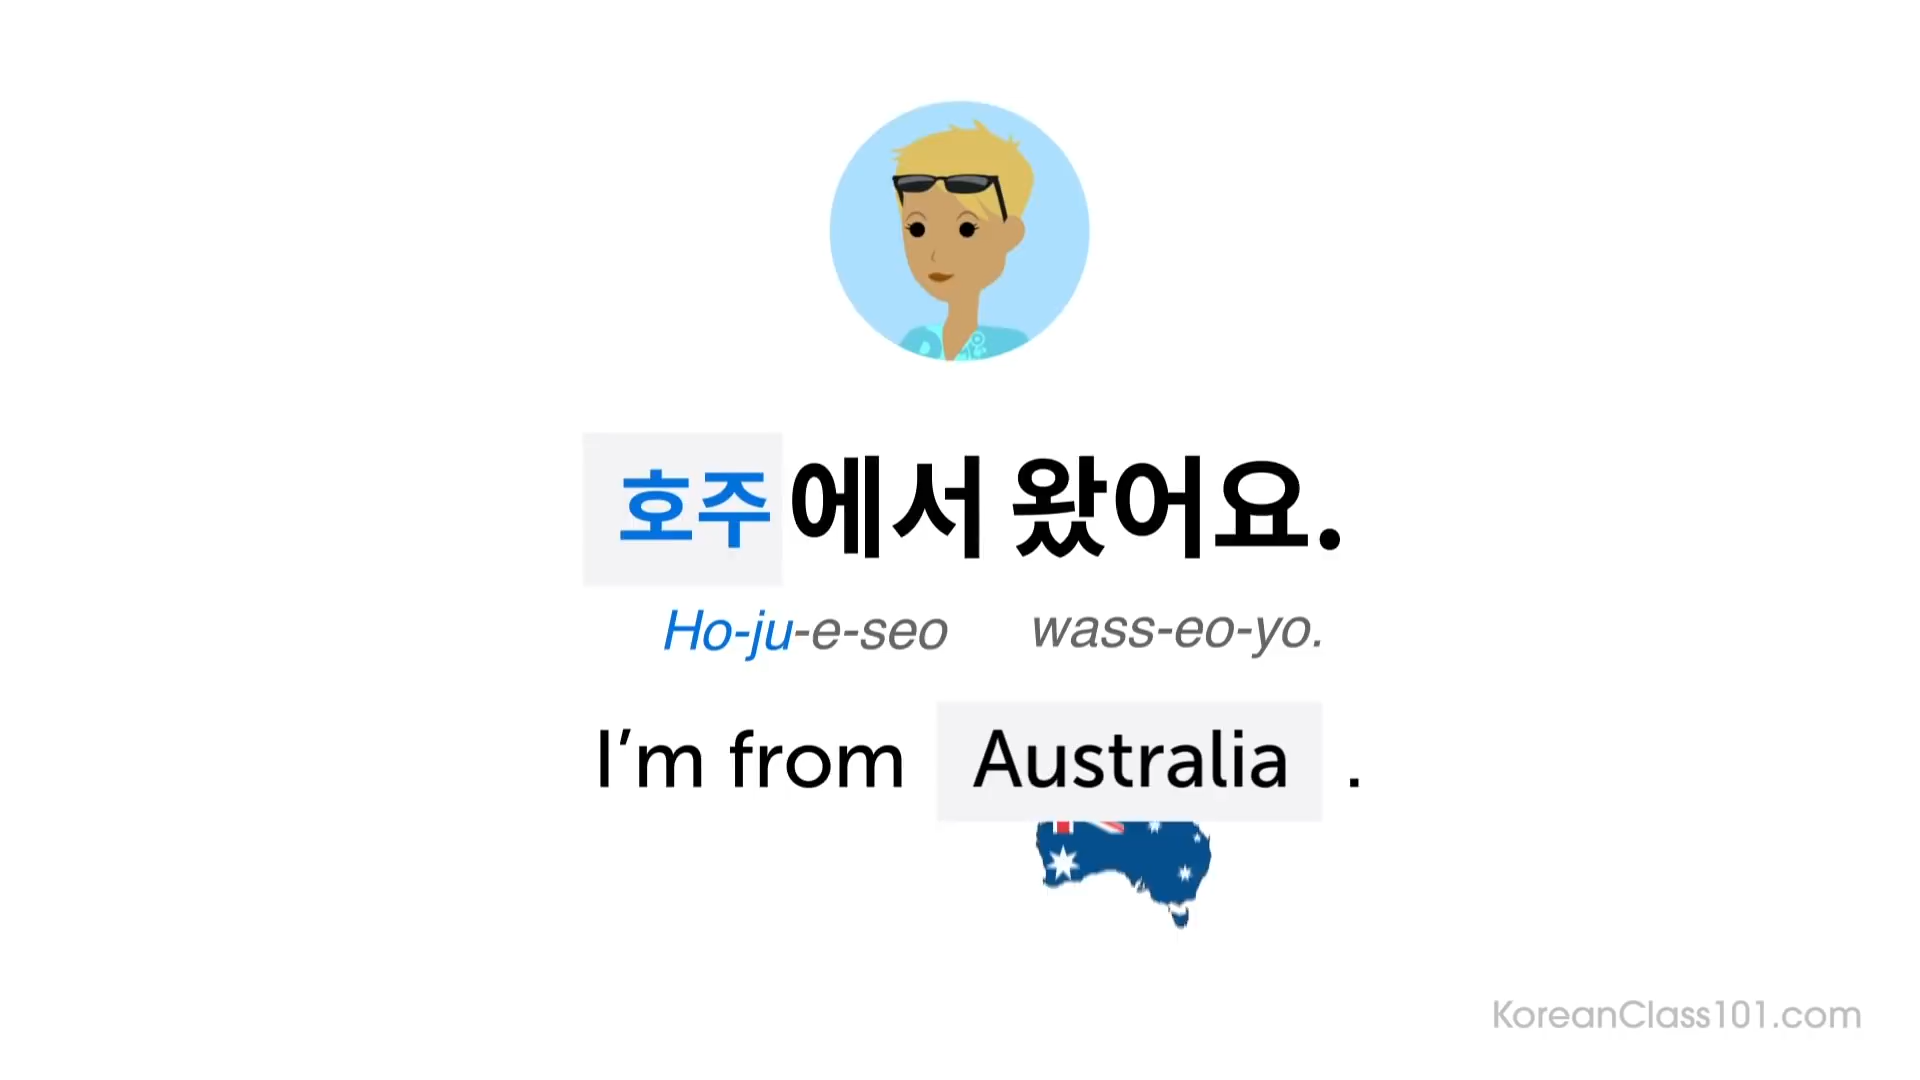 호주에서 왔어요.
Ho-ju-e-seo wass-eo-yo.
I’m from Australia .
KoreanClass101.com